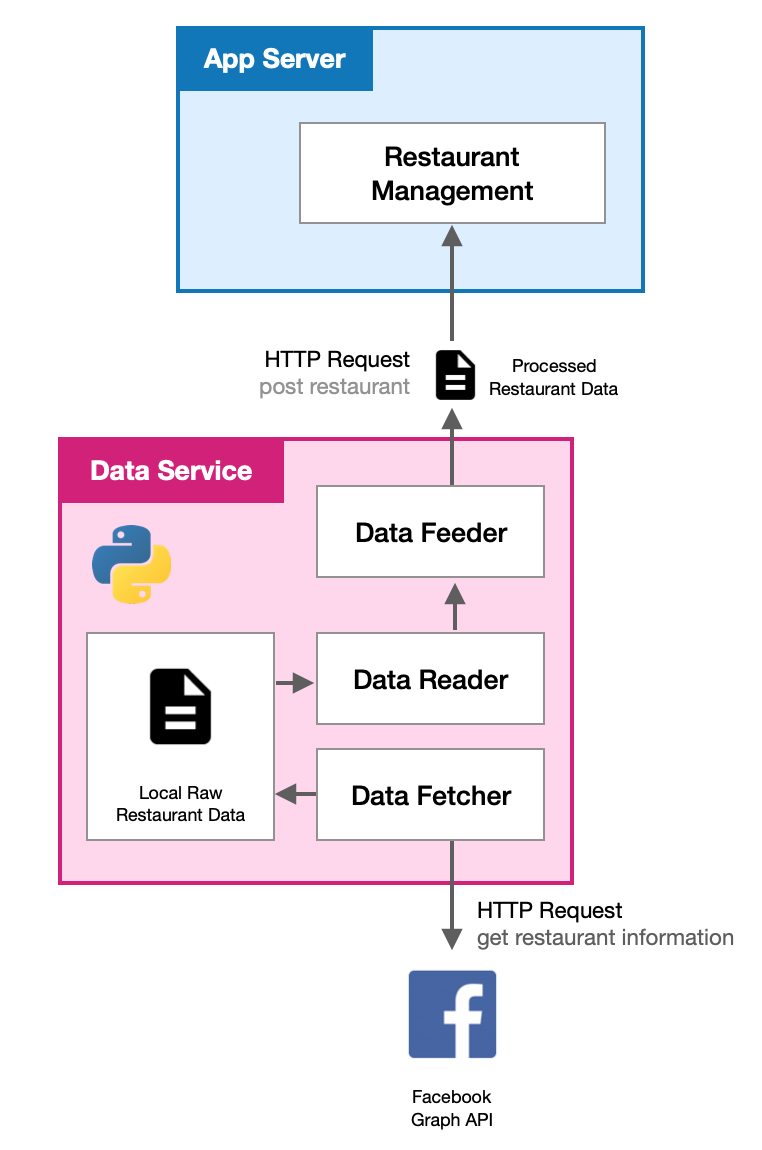 App Server
Restaurant
Management
HTTP Request
post restaurant
Processed
Restaurant Data
Data Service
Data Feeder
Data Reader
Local Raw
Restaurant Data
Data Fetcher
HTTP Request
get restaurant information
Facebook
Graph API